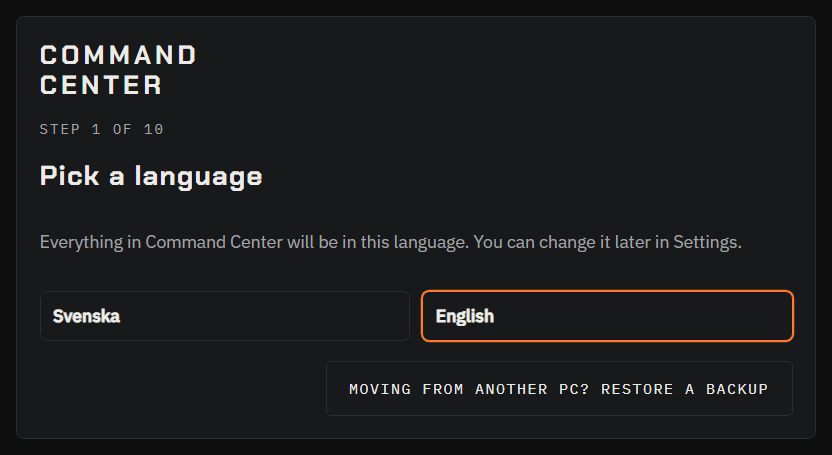 COMMAND
CENTER
STEP 1 OF 10
Pick a language
Everything in Command Center will be in this language. You can change it later in Settings.
Svenska
English
MOVING FROM ANOTHER PC? RESTORE A BACKUP